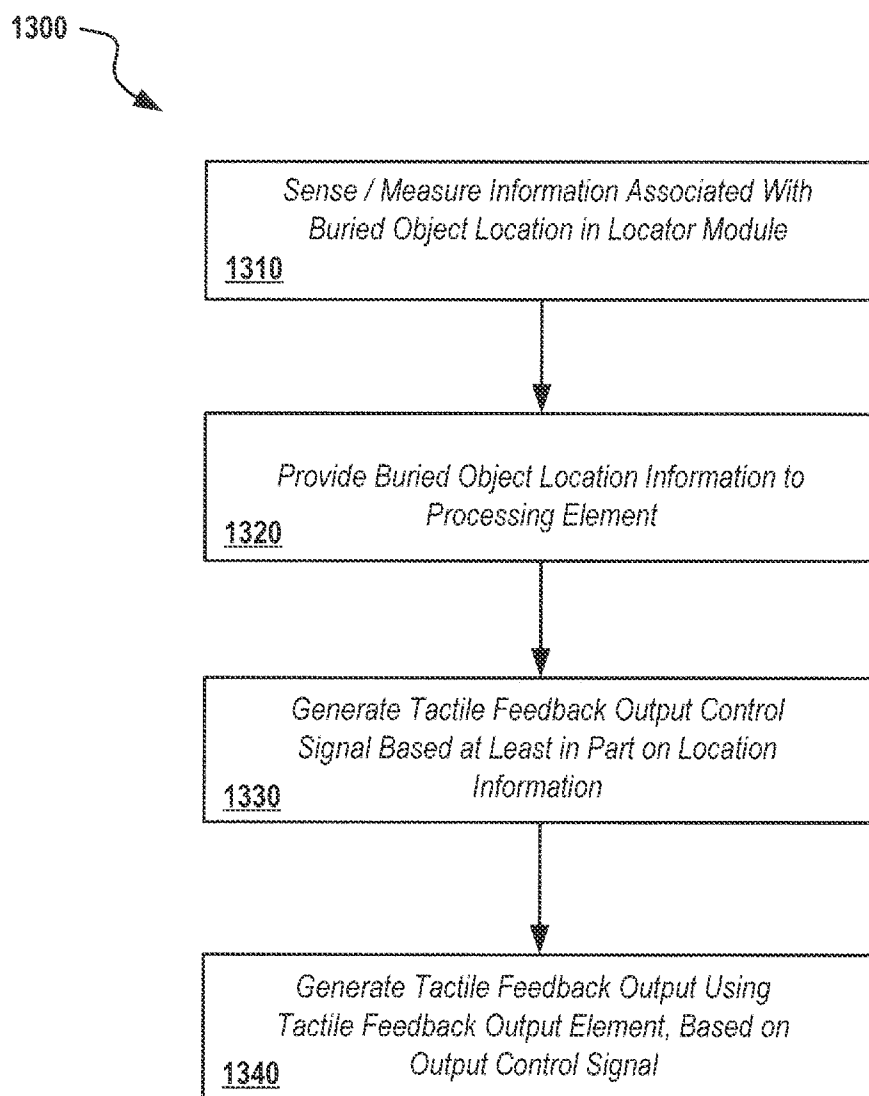 1300
Sense / Measure Information Associated With
Buried Object Location in Locator Module
1310
Provide Buried Object Location Information to
Processing Element
1320
Generate Tactile Feedback Output Control
Signal Based at Least in Part on Location
Information
1330
Generate Tactile Feedback Output Using
Tactile Feedback Output Element, Based on
Output Control Signal
1340